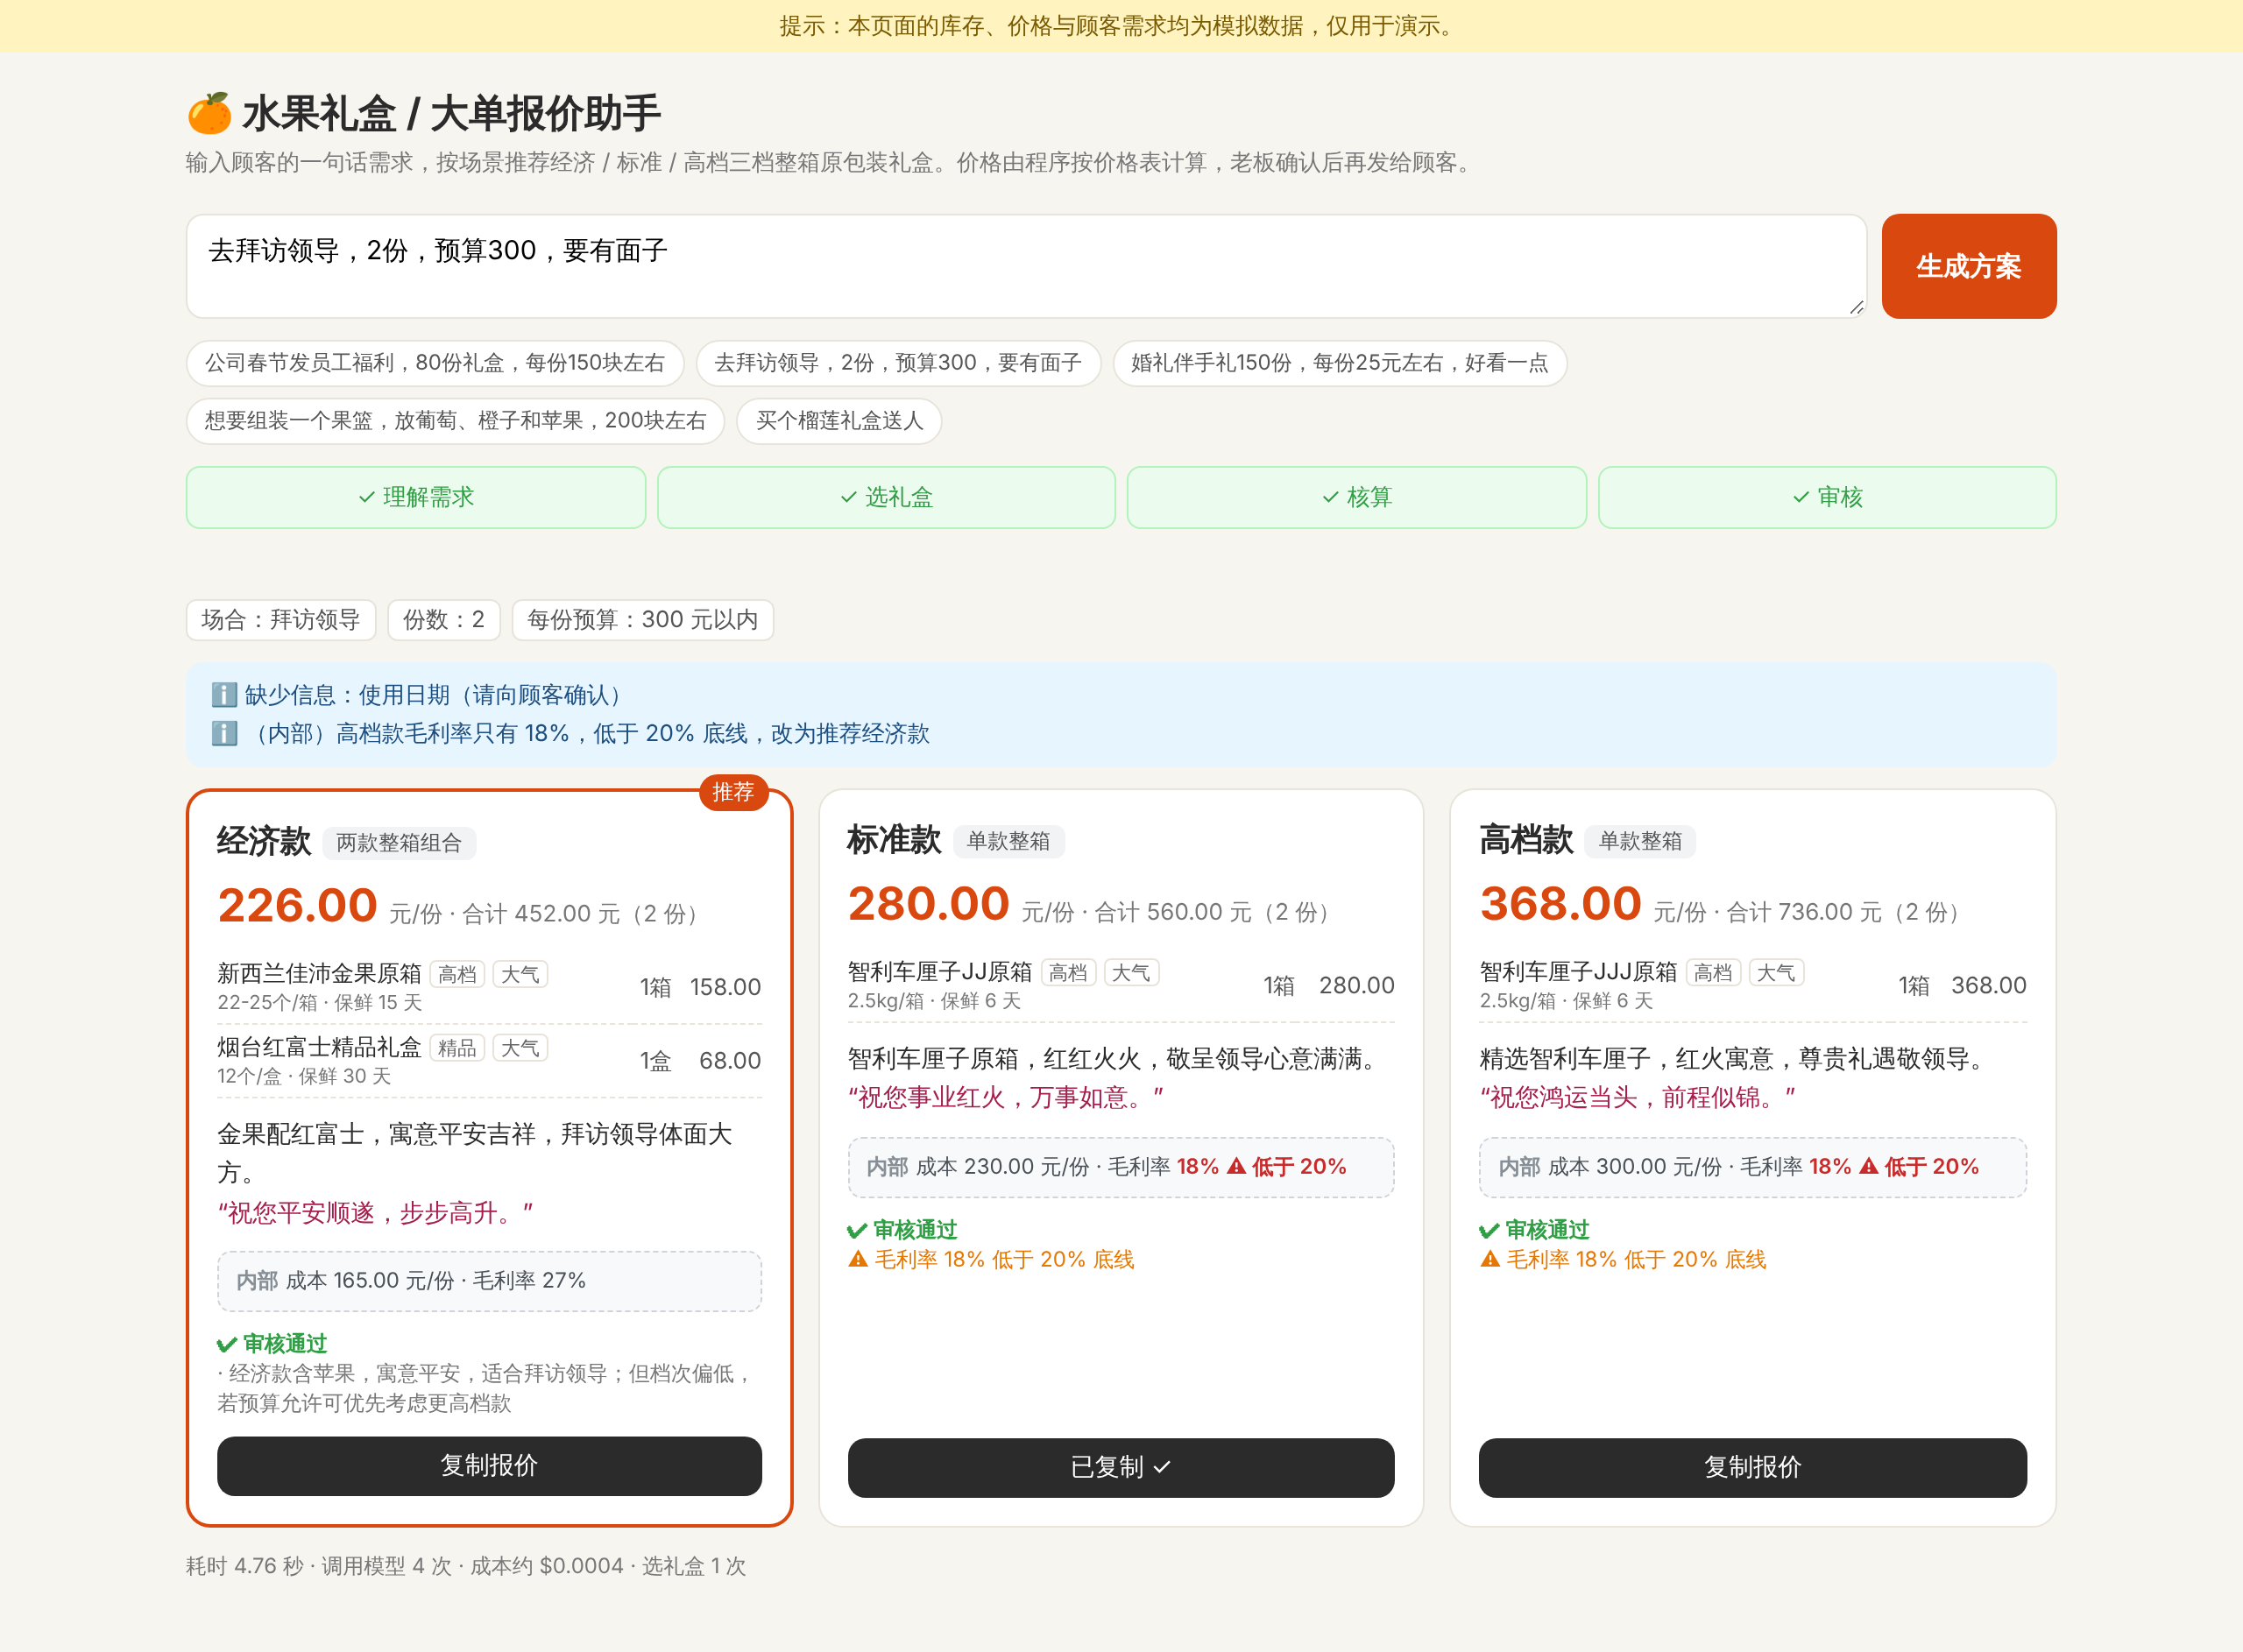 提示：本页面的库存、价格与顾客需求均为模拟数据，仅用于演示。
🍊 水果礼盒 / 大单报价助手
输入顾客的一句话需求，按场景推荐经济 / 标准 / 高档三档整箱原包装礼盒。价格由程序按价格表计算，老板确认后再发给顾客。
去拜访领导，2份，预算300，要有面子
生成方案
公司春节发员工福利，80份礼盒，每份150块左右
去拜访领导，2份，预算300，要有面子
婚礼伴手礼150份，每份25元左右，好看一点
想要组装一个果篮，放葡萄、橙子和苹果，200块左右
买个榴莲礼盒送人
✓ 理解需求
✓ 选礼盒
✓ 核算
✓ 审核
场合：拜访领导
份数：2
每份预算：300 元以内
ℹ️ 缺少信息：使用日期（请向顾客确认）
ℹ️ （内部）高档款毛利率只有 18%，低于 20% 底线，改为推荐经济款
推荐
经济款 两款整箱组合
226.00 元/份 · 合计 452.00 元（2 份）
新西兰佳沛金果原箱 高档 大气
22-25个/箱 · 保鲜 15 天
1箱 158.00
烟台红富士精品礼盒 精品 大气
12个/盒 · 保鲜 30 天
1盒 68.00
金果配红富士，寓意平安吉祥，拜访领导体面大
方。
“祝您平安顺遂，步步高升。”
内部 成本 165.00 元/份 · 毛利率 27%
✔ 审核通过
· 经济款含苹果，寓意平安，适合拜访领导；但档次偏低，
若预算允许可优先考虑更高档款
复制报价
标准款 单款整箱
280.00 元/份 · 合计 560.00 元（2 份）
智利车厘子JJ原箱 高档 大气
2.5kg/箱 · 保鲜 6 天
1箱 280.00
智利车厘子原箱，红红火火，敬呈领导心意满满。
“祝您事业红火，万事如意。”
内部 成本 230.00 元/份 · 毛利率 18% ⚠ 低于 20%
✔ 审核通过
⚠ 毛利率 18% 低于 20% 底线
已复制 ✓
高档款 单款整箱
368.00 元/份 · 合计 736.00 元（2 份）
智利车厘子JJJ原箱 高档 大气
2.5kg/箱 · 保鲜 6 天
1箱 368.00
精选智利车厘子，红火寓意，尊贵礼遇敬领导。
“祝您鸿运当头，前程似锦。”
内部 成本 300.00 元/份 · 毛利率 18% ⚠ 低于 20%
✔ 审核通过
⚠ 毛利率 18% 低于 20% 底线
复制报价
耗时 4.76 秒 · 调用模型 4 次 · 成本约 $0.0004 · 选礼盒 1 次